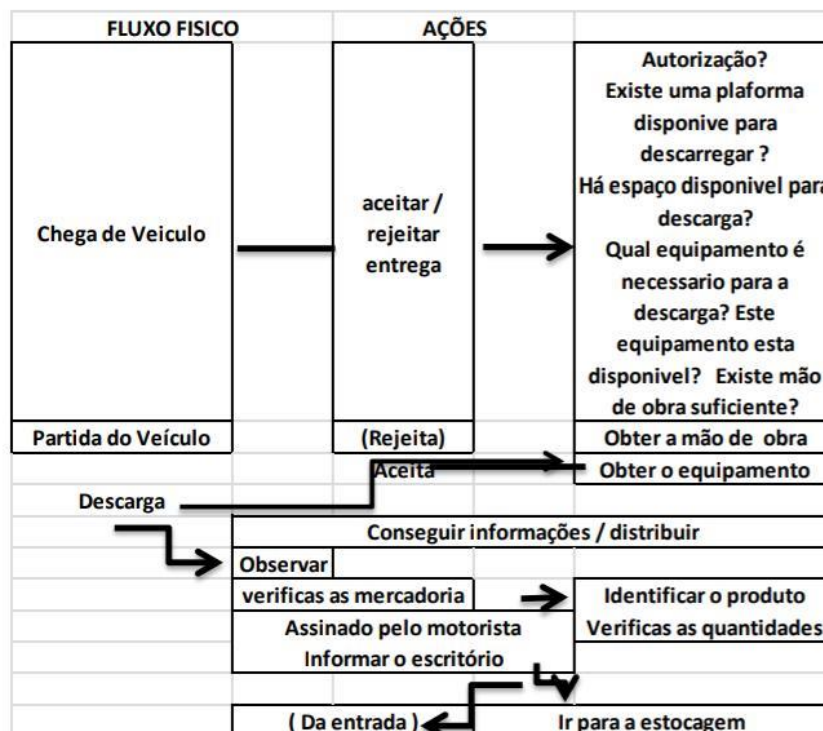 FLUXO FISICO AÇÕES
Autorização?
Existe uma plaforma
disponive para
descarregar ?
Há espaço disponivel para
descarga?
Qual equipamento é
necessario para a
descarga? Este
equipamento esta
disponivel? Existe mão
de obra suficiente?
Chega de Veiculo
aceitar /
rejeitar
entrega
Partida do Veículo (Rejeita) Obter a mão de obra
Aceita Obter o equipamento
Descarga
Conseguir informações / distribuir
Observar
verificas as mercadoria Identificar o produto
Assinado pelo motorista Verificas as quantidades
Informar o escritório
( Da entrada ) Ir para a estocagem